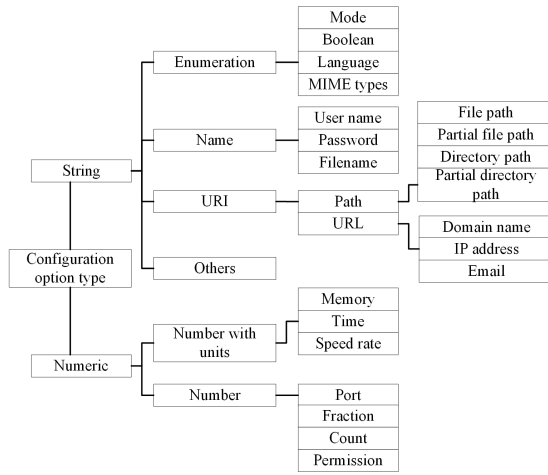 Configuration
option type
String
Enumeration
Mode
Boolean
Language
MIME types
Name
User name
Password
Filename
URI
Path
File path
Partial file path
Directory path
Partial directory
path
URL
Domain name
IP address
Email
Others
Numeric
Number with
units
Memory
Time
Speed rate
Number
Port
Fraction
Count
Permission